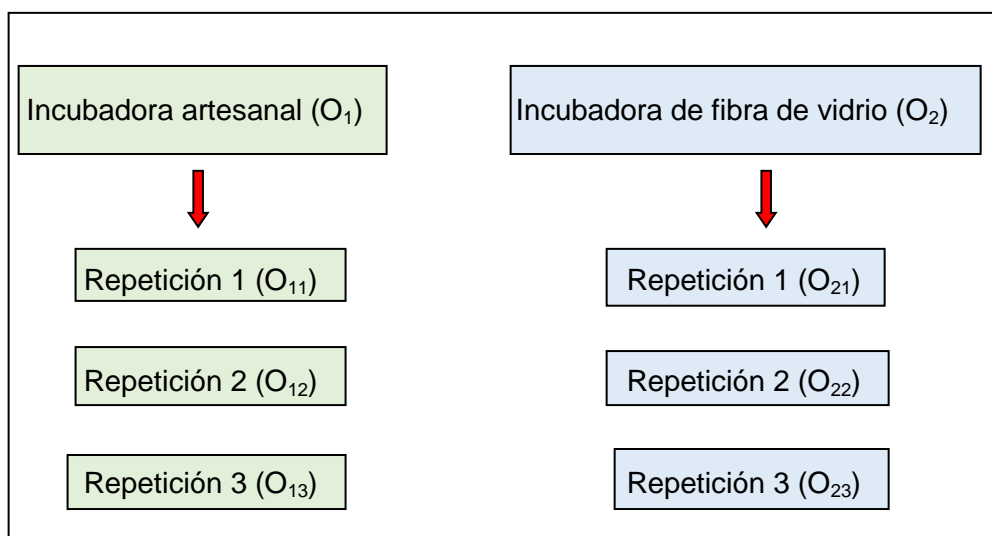 Incubadora artesanal (O₁)
Incubadora de fibra de vidrio (O₂)
Repetición 1 (O₁₁)
Repetición 1 (O₂₁)
Repetición 2 (O₁₂)
Repetición 2 (O₂₂)
Repetición 3 (O₁₃)
Repetición 3 (O₂₃)